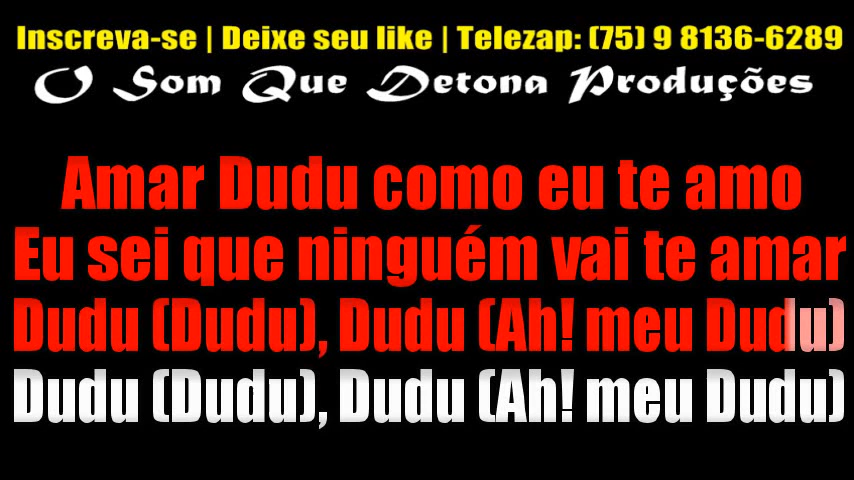 Inscreva-se | Deixe seu like | Telezap: (75) 9 8136-6289
O Som Que Detona Produções
Amar Dudu como eu te amo
Eu sei que ninguém vai te amar
Dudu (Dudu), Dudu (Ah! meu Dudu)
Dudu (Dudu), Dudu (Ah! meu Dudu)